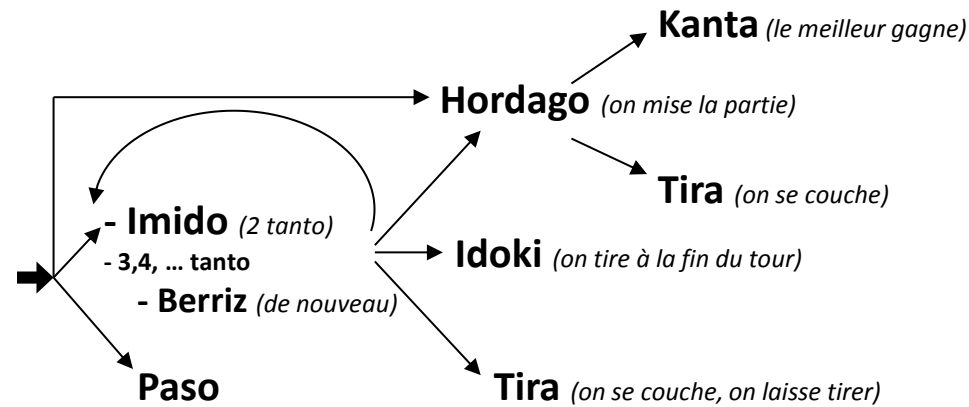 Kanta (le meilleur gagne)
Hordago (on mise la partie)
Tira (on se couche)
- Imido (2 tanto)
- 3,4, ... tanto
Idoki (on tire à la fin du tour)
- Berriz (de nouveau)
Paso
Tira (on se couche, on laisse tirer)